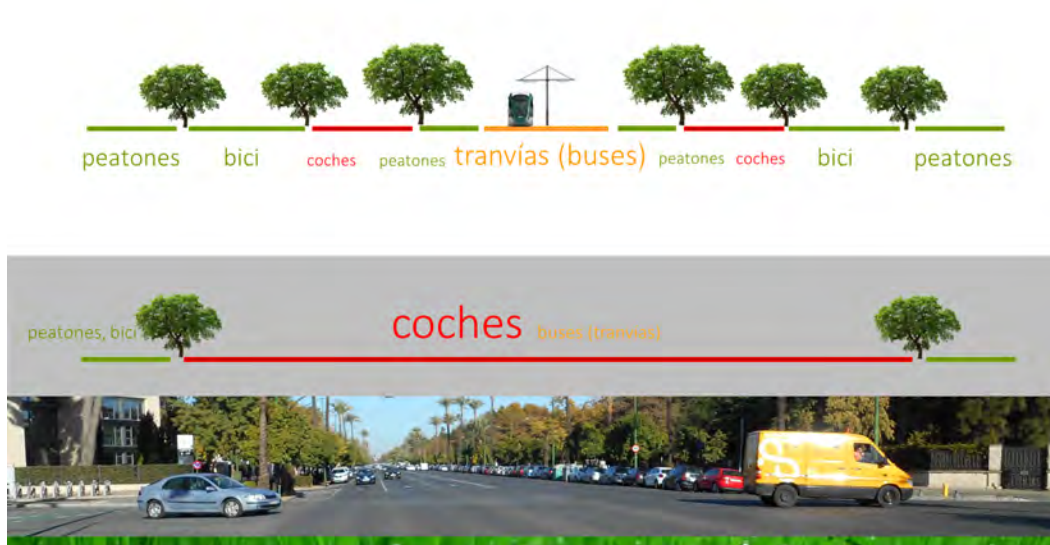 peatones bici coches peatones tranvías (buses) peatones coches bici peatones
peatones, bici coches buses (tranvías)